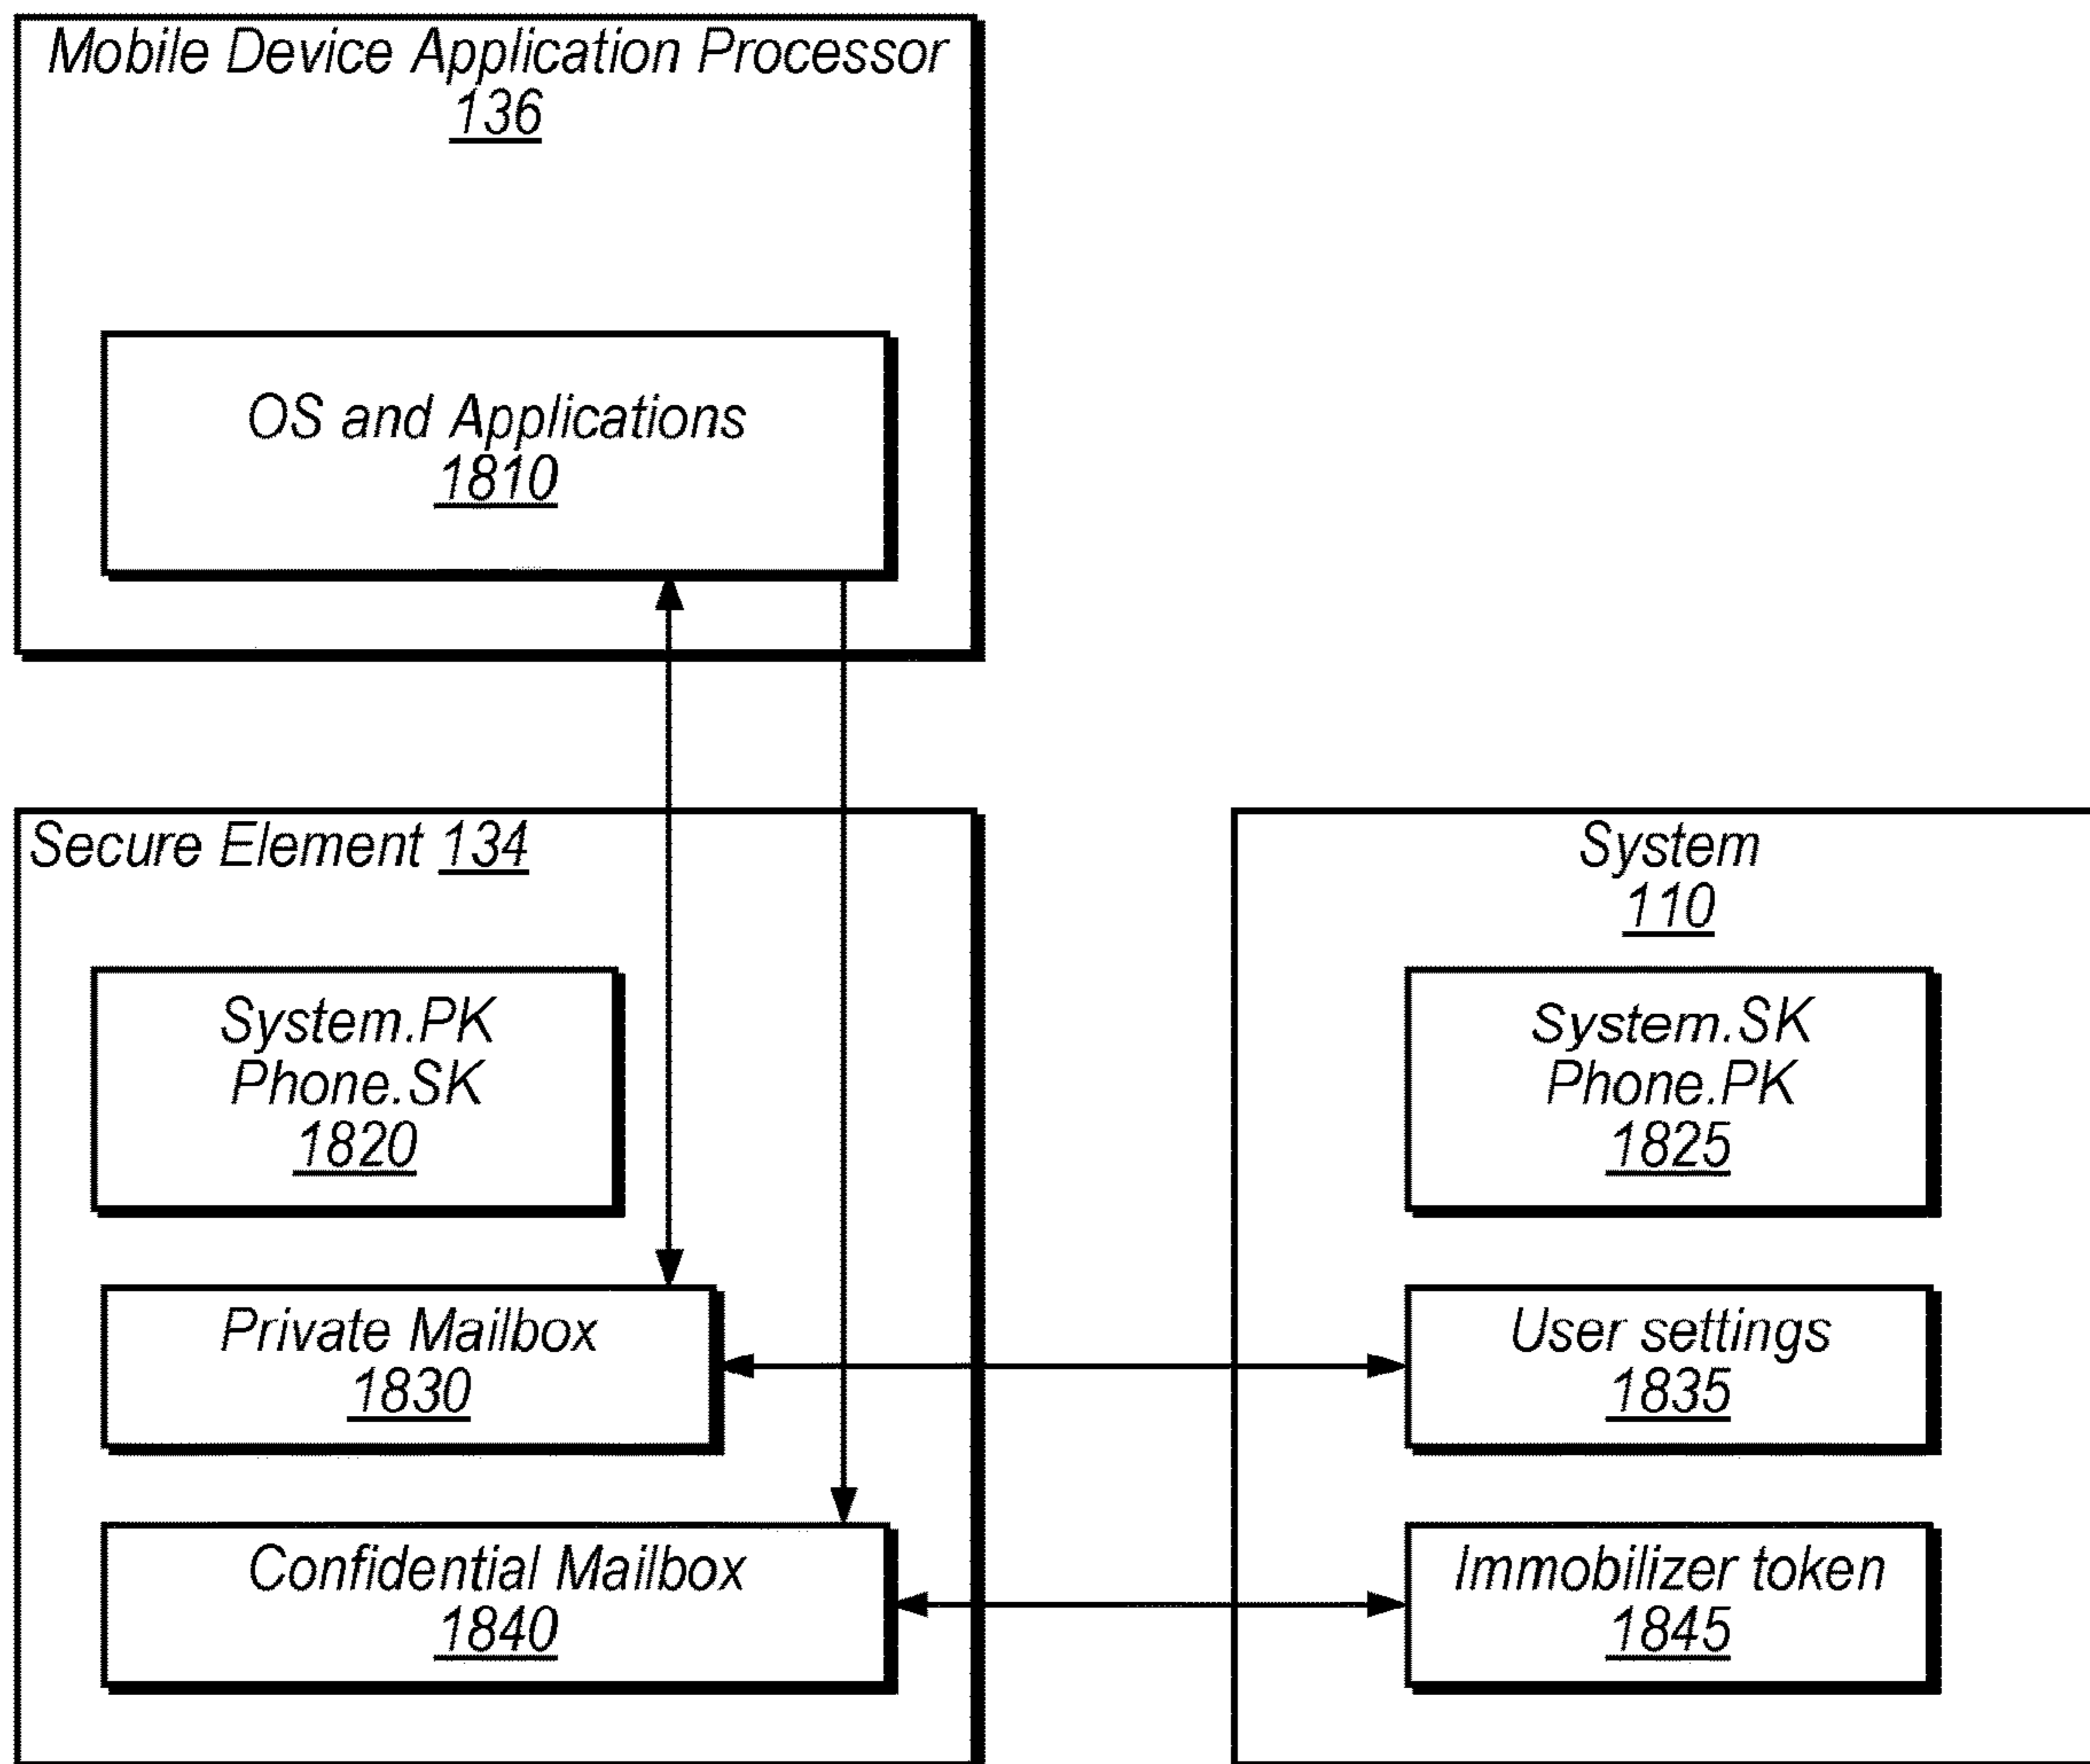 Mobile Device Application Processor
136
OS and Applications
1810
Secure Element 134
System.PK
Phone.SK
1820
Private Mailbox
1830
Confidential Mailbox
1840
System
110
System.SK
Phone.PK
1825
User settings
1835
Immobilizer token
1845